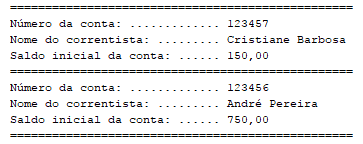 ==================================================
Número da conta: ............. 123457
Nome do correntista: ......... Cristiane Barbosa
Saldo inicial da conta: ...... 150,00
==================================================
Número da conta: ............. 123456
Nome do correntista: ......... André Pereira
Saldo inicial da conta: ...... 750,00
==================================================